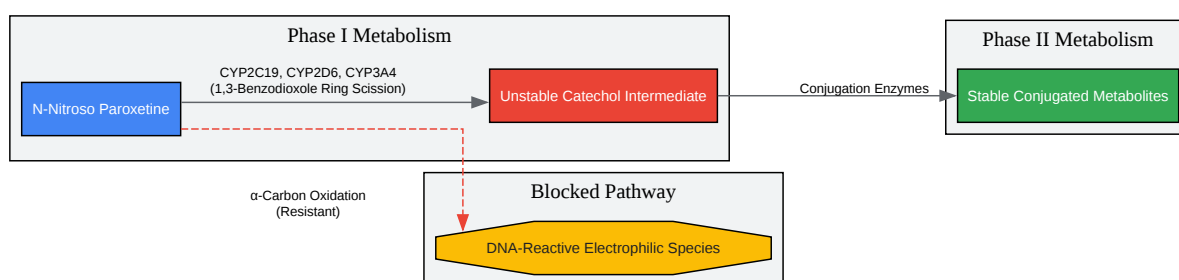 Phase I Metabolism
Phase II Metabolism
CYP2C19, CYP2D6, CYP3A4
(1,3-Benzodioxole Ring Scission)
N-Nitroso Paroxetine
Unstable Catechol Intermediate
Conjugation Enzymes
Stable Conjugated Metabolites
α-Carbon Oxidation
(Resistant)
Blocked Pathway
DNA-Reactive Electrophilic Species